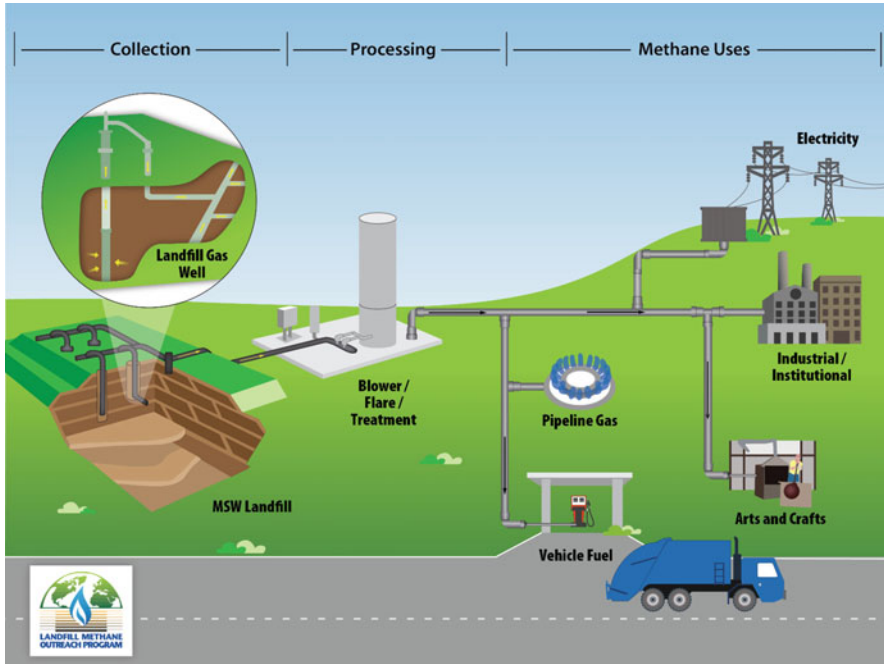 Collection
Processing
Methane Uses
Electricity
Landfill Gas
Well
Industrial /
Institutional
Blower /
Flare /
Treatment
Pipeline Gas
MSW Landfill
Arts and Crafts
Vehicle Fuel
LANDFILL METHANE
OUTREACH PROGRAM